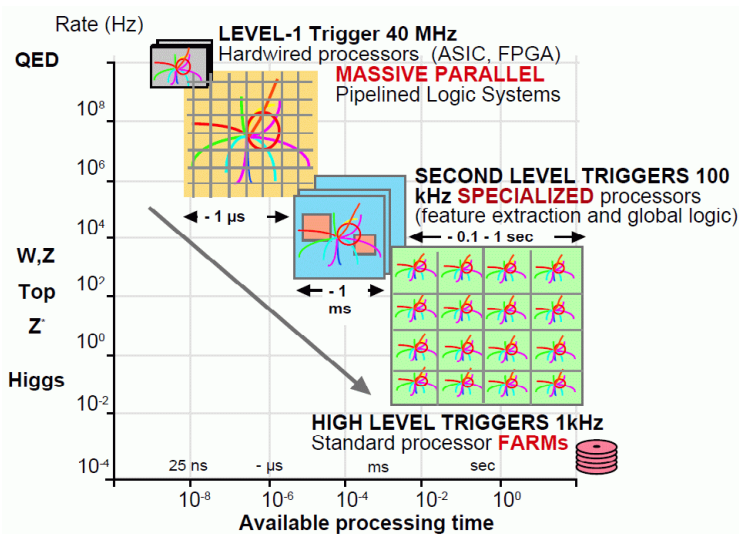 Rate (Hz)
LEVEL-1 Trigger 40 MHz
Hardwired processors (ASIC, FPGA)
MASSIVE PARALLEL
Pipelined Logic Systems
QED
10⁸
10⁶
SECOND LEVEL TRIGGERS 100
kHz SPECIALIZED processors
(feature extraction and global logic)
- 1 µs
- 0.1 - 1 sec
10⁴
W,Z
10²
Top
- 1
ms
Z*
10⁰
Higgs
10⁻²
HIGH LEVEL TRIGGERS 1kHz
Standard processor FARMs
10⁻⁴
25 ns
- µs
ms
sec
10⁻⁸
10⁻⁶
10⁻⁴
10⁻²
10⁰
Available processing time